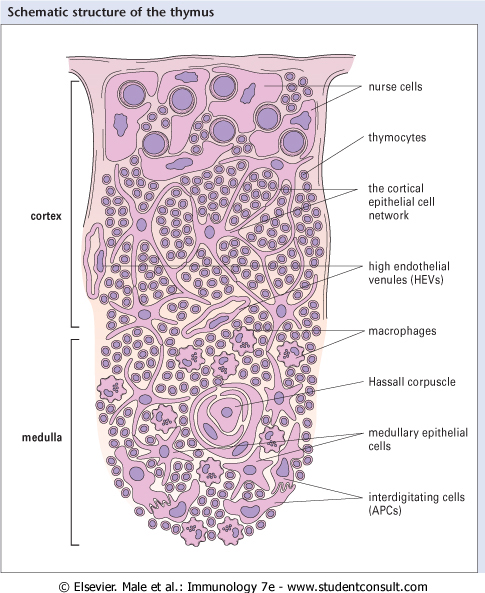 Schematic structure of the thymus
nurse cells
thymocytes
the cortical
epithelial cell
network
cortex
high endothelial
venules (HEVs)
macrophages
Hassall corpuscle
medulla
medullary epithelial
cells
interdigitating cells
(APCs)
© Elsevier. Male et al.: Immunology 7e - www.studentconsult.com